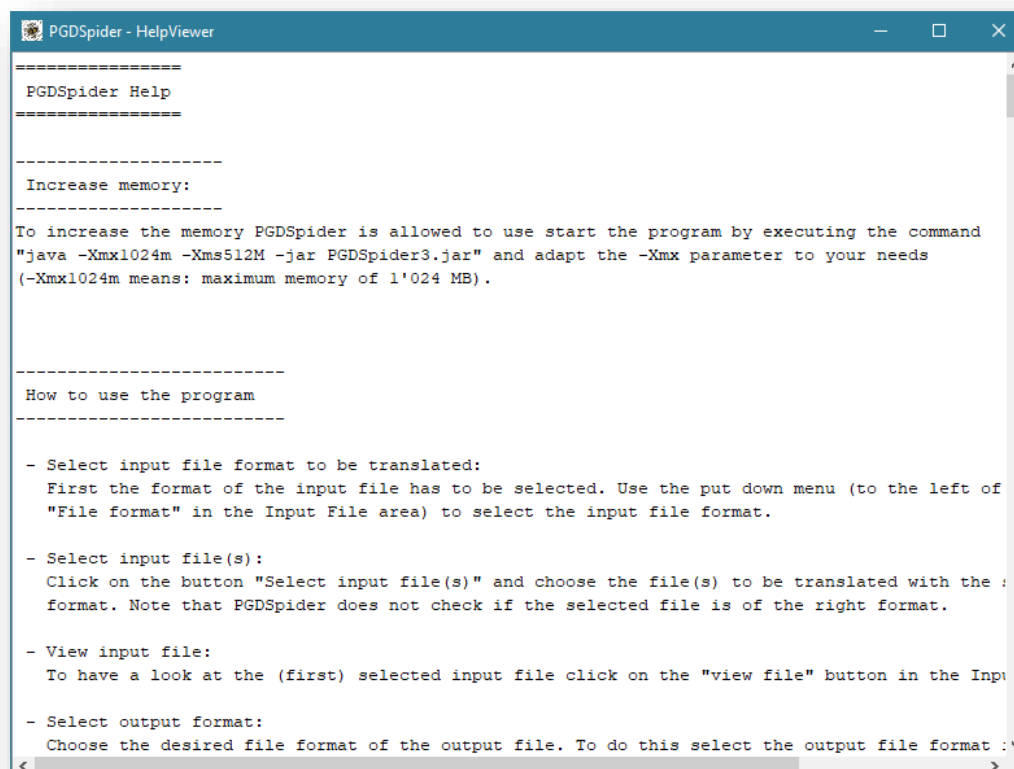 PGDSpider - HelpViewer
================
PGDSpider Help
================
--------------------
Increase memory:
--------------------
To increase the memory PGDSpider is allowed to use start the program by executing the command
"java -Xmx1024m -Xms512M -jar PGDSpider3.jar" and adapt the -Xmx parameter to your needs
(-Xmx1024m means: maximum memory of 1'024 MB).
--------------------------
How to use the program
--------------------------
- Select input file format to be translated:
First the format of the input file has to be selected. Use the put down menu (to the left of
"File format" in the Input File area) to select the input file format.
- Select input file(s):
Click on the button "Select input file(s)" and choose the file(s) to be translated with the
format. Note that PGDSpider does not check if the selected file is of the right format.
- View input file:
To have a look at the (first) selected input file click on the "view file" button in the
- Select output format:
Choose the desired file format of the output file. To do this select the output file format